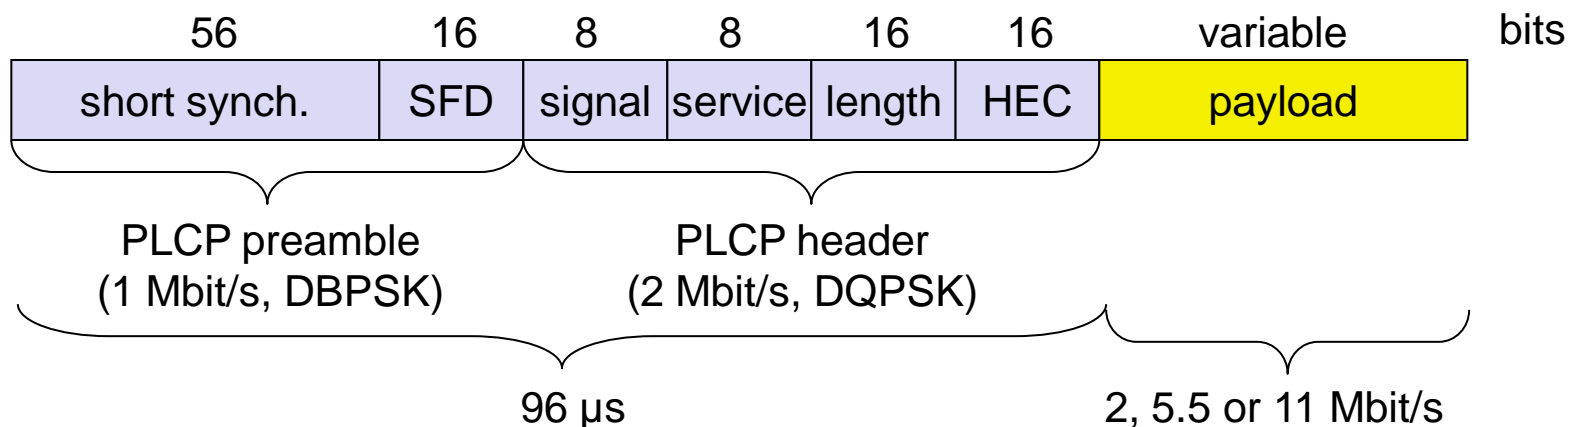 56 16 8 8 16 16 variable bits
short synch. SFD signal service length HEC payload
PLCP preamble
(1 Mbit/s, DBPSK)
PLCP header
(2 Mbit/s, DQPSK)
96 µs
2, 5.5 or 11 Mbit/s